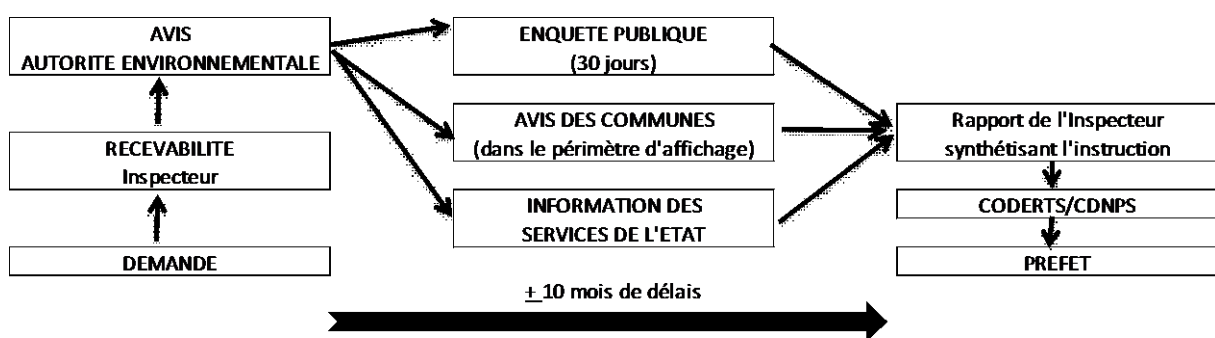 AVIS
AUTORITE ENVIRONNEMENTALE
RECEVABILITE
Inspecteur
DEMANDE
ENQUETE PUBLIQUE
(30 jours)
AVIS DES COMMUNES
(dans le périmètre d'affichage)
INFORMATION DES
SERVICES DE L'ETAT
Rapport de l'Inspecteur
synthétisant l'instruction
CODERTS/CDNPS
PREFET
+ 10 mois de délais